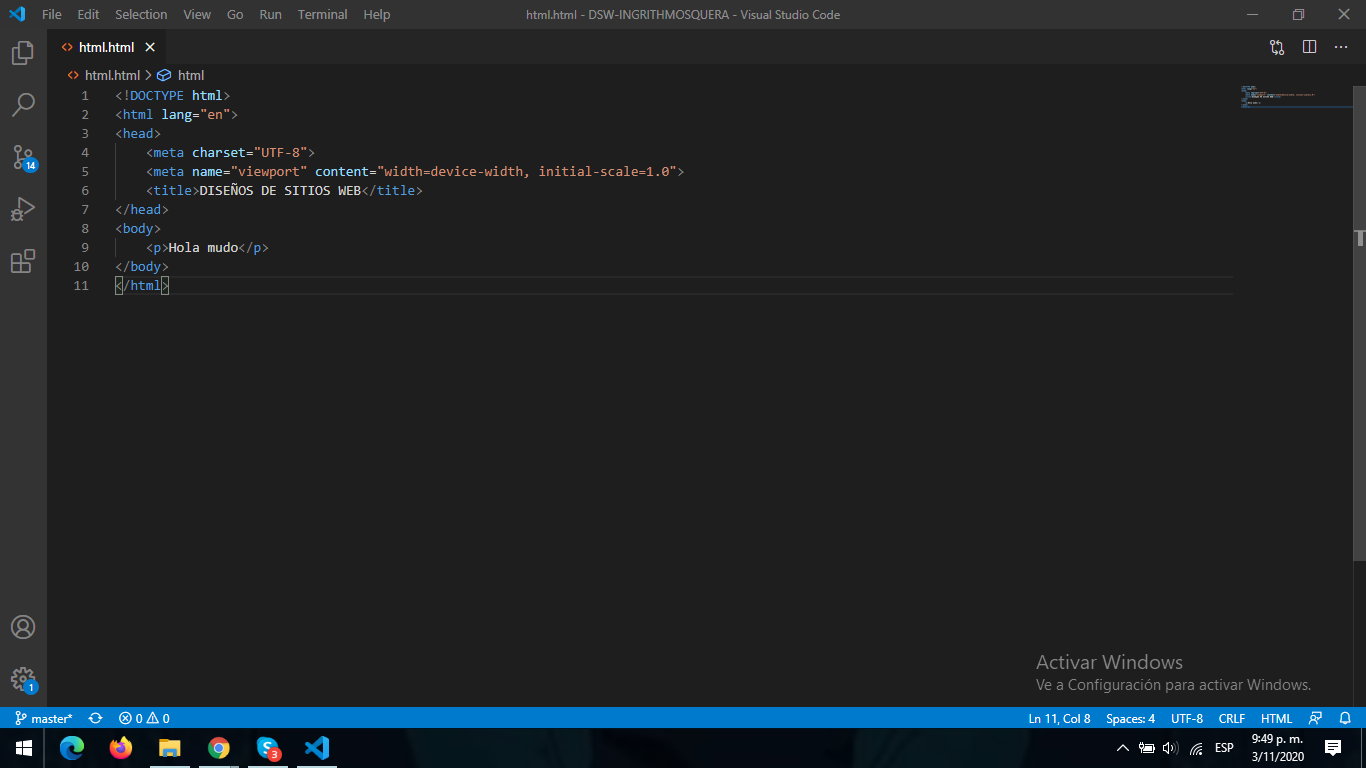 File Edit Selection View Go Run Terminal Help html.html - DSW-INGRITHMOSQUERA - Visual Studio Code
html.html
html.html > html
1 <!DOCTYPE html>
2 <html lang="en">
3 <head>
4 <meta charset="UTF-8">
5 <meta name="viewport" content="width=device-width, initial-scale=1.0">
6 <title>DISEÑOS DE SITIOS WEB</title>
7 </head>
8 <body>
9 <p>Hola mudo</p>
10 </body>
11 </html>
14
1
Activar Windows
Ve a Configuración para activar Windows.
master* 0 0 Ln 11, Col 8 Spaces: 4 UTF-8 CRLF HTML
3 ESP 9:49 p. m.
3/11/2020